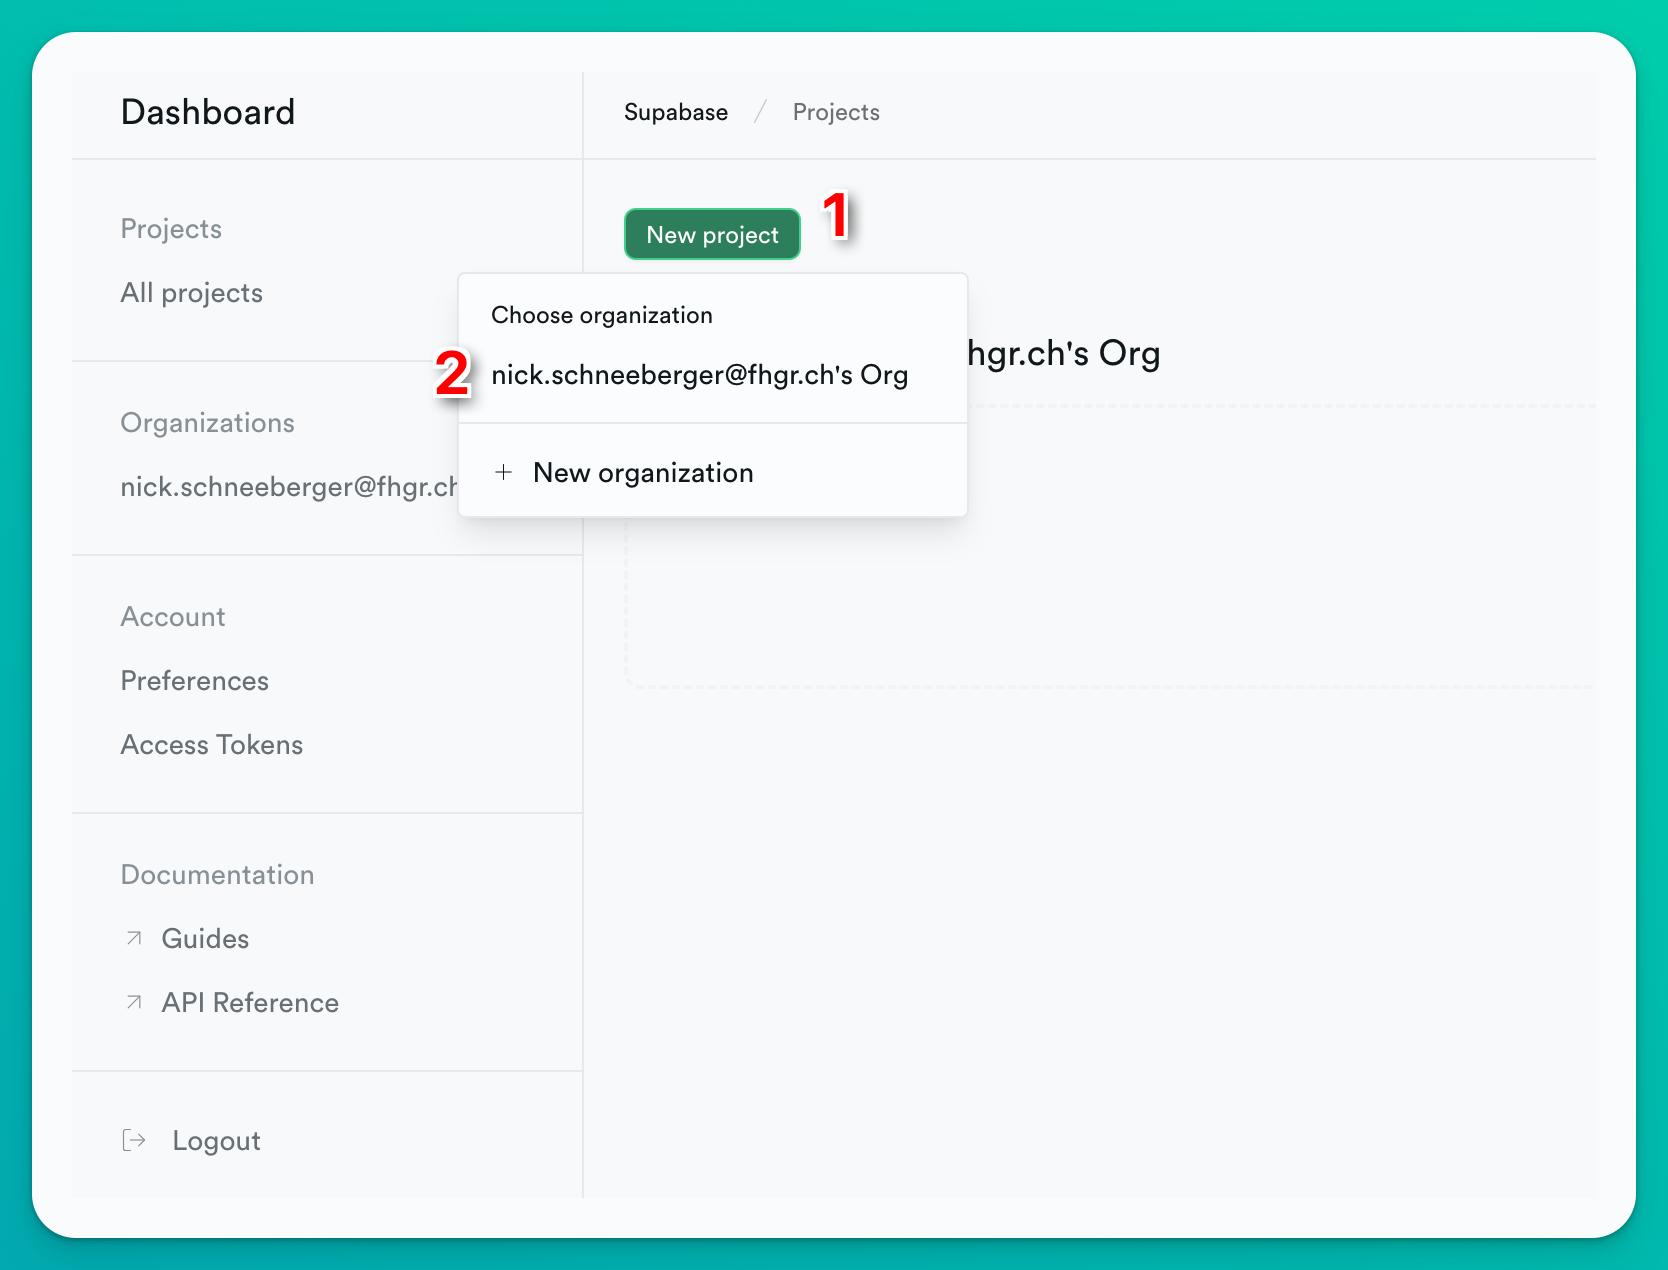 Dashboard
Supabase / Projects
Projects
All projects
Organizations
nick.schneeberger@fhgr.ch
Account
Preferences
Access Tokens
Documentation
Guides
API Reference
Logout
New project
1
Choose organization
2
nick.schneeberger@fhgr.ch's Org
+ New organization
hgr.ch's Org